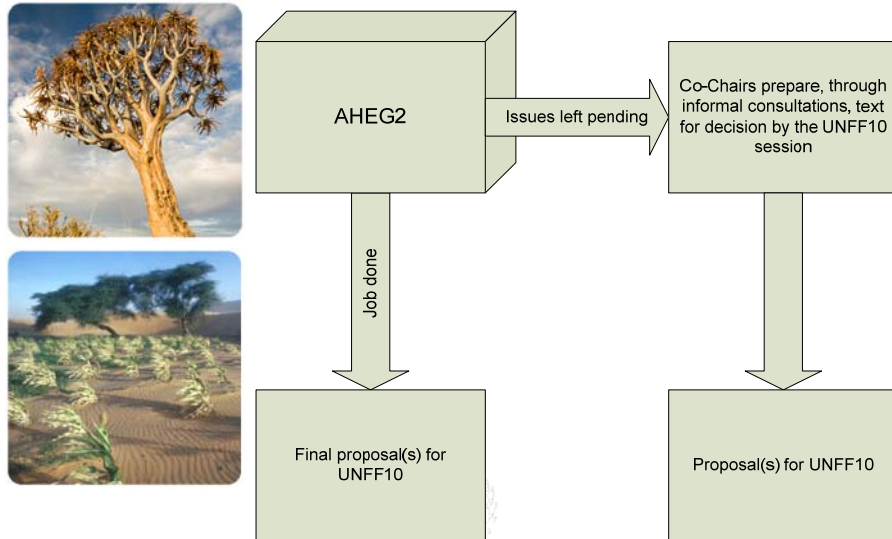 AHEG2
Issues left pending
Co-Chairs prepare, through
informal consultations, text
for decision by the UNFF10
session
Job done
Final proposal(s) for
UNFF10
Proposal(s) for UNFF10